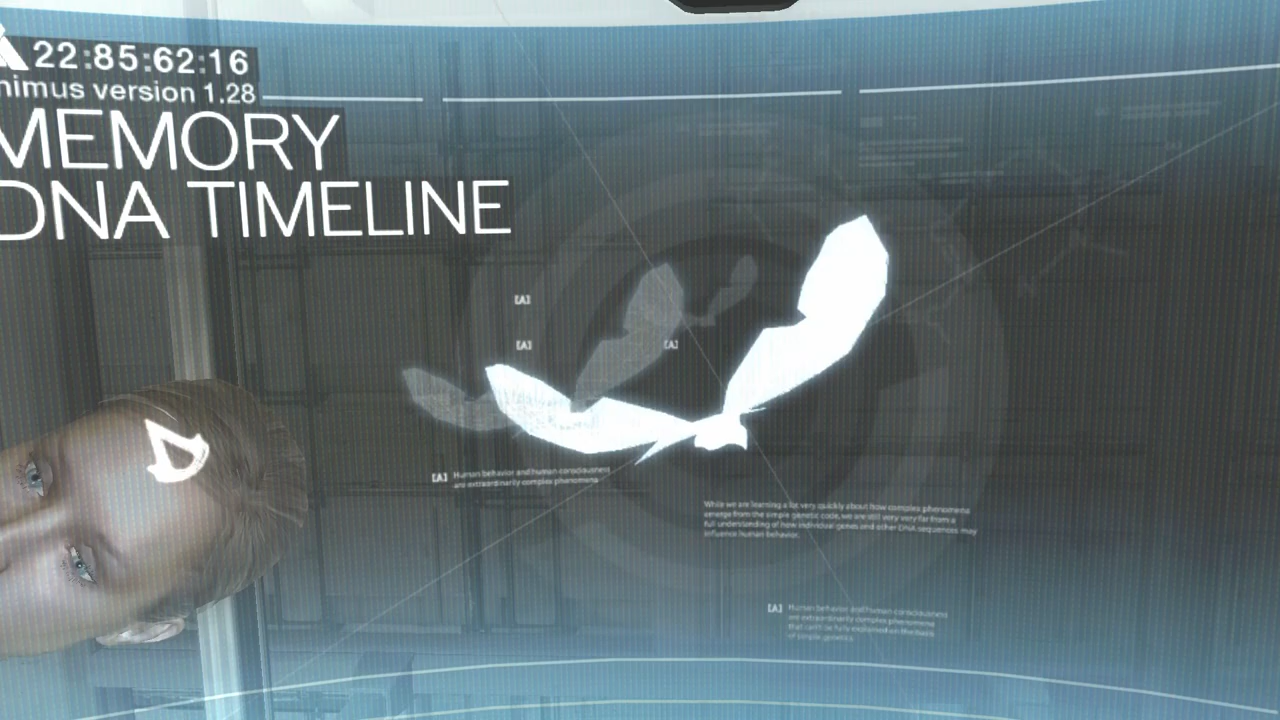 22:85:62:16
nimus version 1.28
MEMORY
DNA TIMELINE
[A]
[A]
[A]
[A] Human behavior and human consciousness
are extraordinarily complex phenomena
While we are learning a lot very quickly about how complex phenomena
emerge from the simple genetic code, we are still very very far from a
full understanding of how individual genes and other DNA sequences may
influence human behavior.
[A] Human behavior and human consciousness
are extraordinarily complex phenomena
that can't be fully explained on the basis
of simple genetics